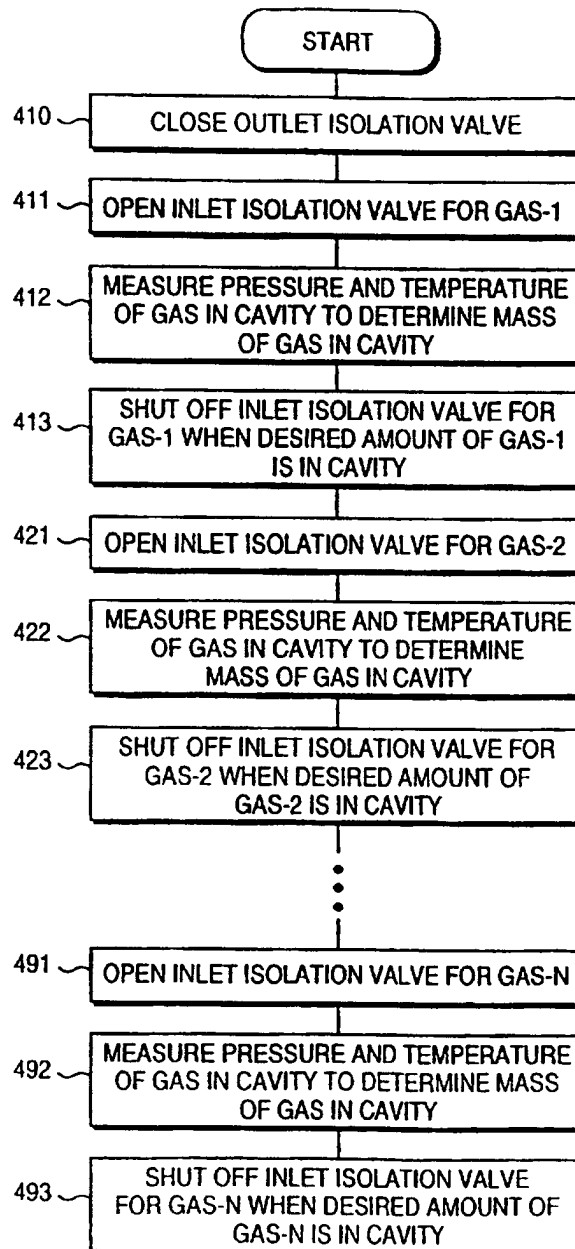 START
410
CLOSE OUTLET ISOLATION VALVE
411
OPEN INLET ISOLATION VALVE FOR GAS-1
412
MEASURE PRESSURE AND TEMPERATURE
OF GAS IN CAVITY TO DETERMINE MASS
OF GAS IN CAVITY
413
SHUT OFF INLET ISOLATION VALVE FOR
GAS-1 WHEN DESIRED AMOUNT OF GAS-1
IS IN CAVITY
421
OPEN INLET ISOLATION VALVE FOR GAS-2
422
MEASURE PRESSURE AND TEMPERATURE
OF GAS IN CAVITY TO DETERMINE
MASS OF GAS IN CAVITY
423
SHUT OFF INLET ISOLATION VALVE FOR
GAS-2 WHEN DESIRED AMOUNT OF
GAS-2 IS IN CAVITY
491
OPEN INLET ISOLATION VALVE FOR GAS-N
492
MEASURE PRESSURE AND TEMPERATURE
OF GAS IN CAVITY TO DETERMINE MASS
OF GAS IN CAVITY
493
SHUT OFF INLET ISOLATION VALVE
FOR GAS-N WHEN DESIRED AMOUNT OF
GAS-N IS IN CAVITY